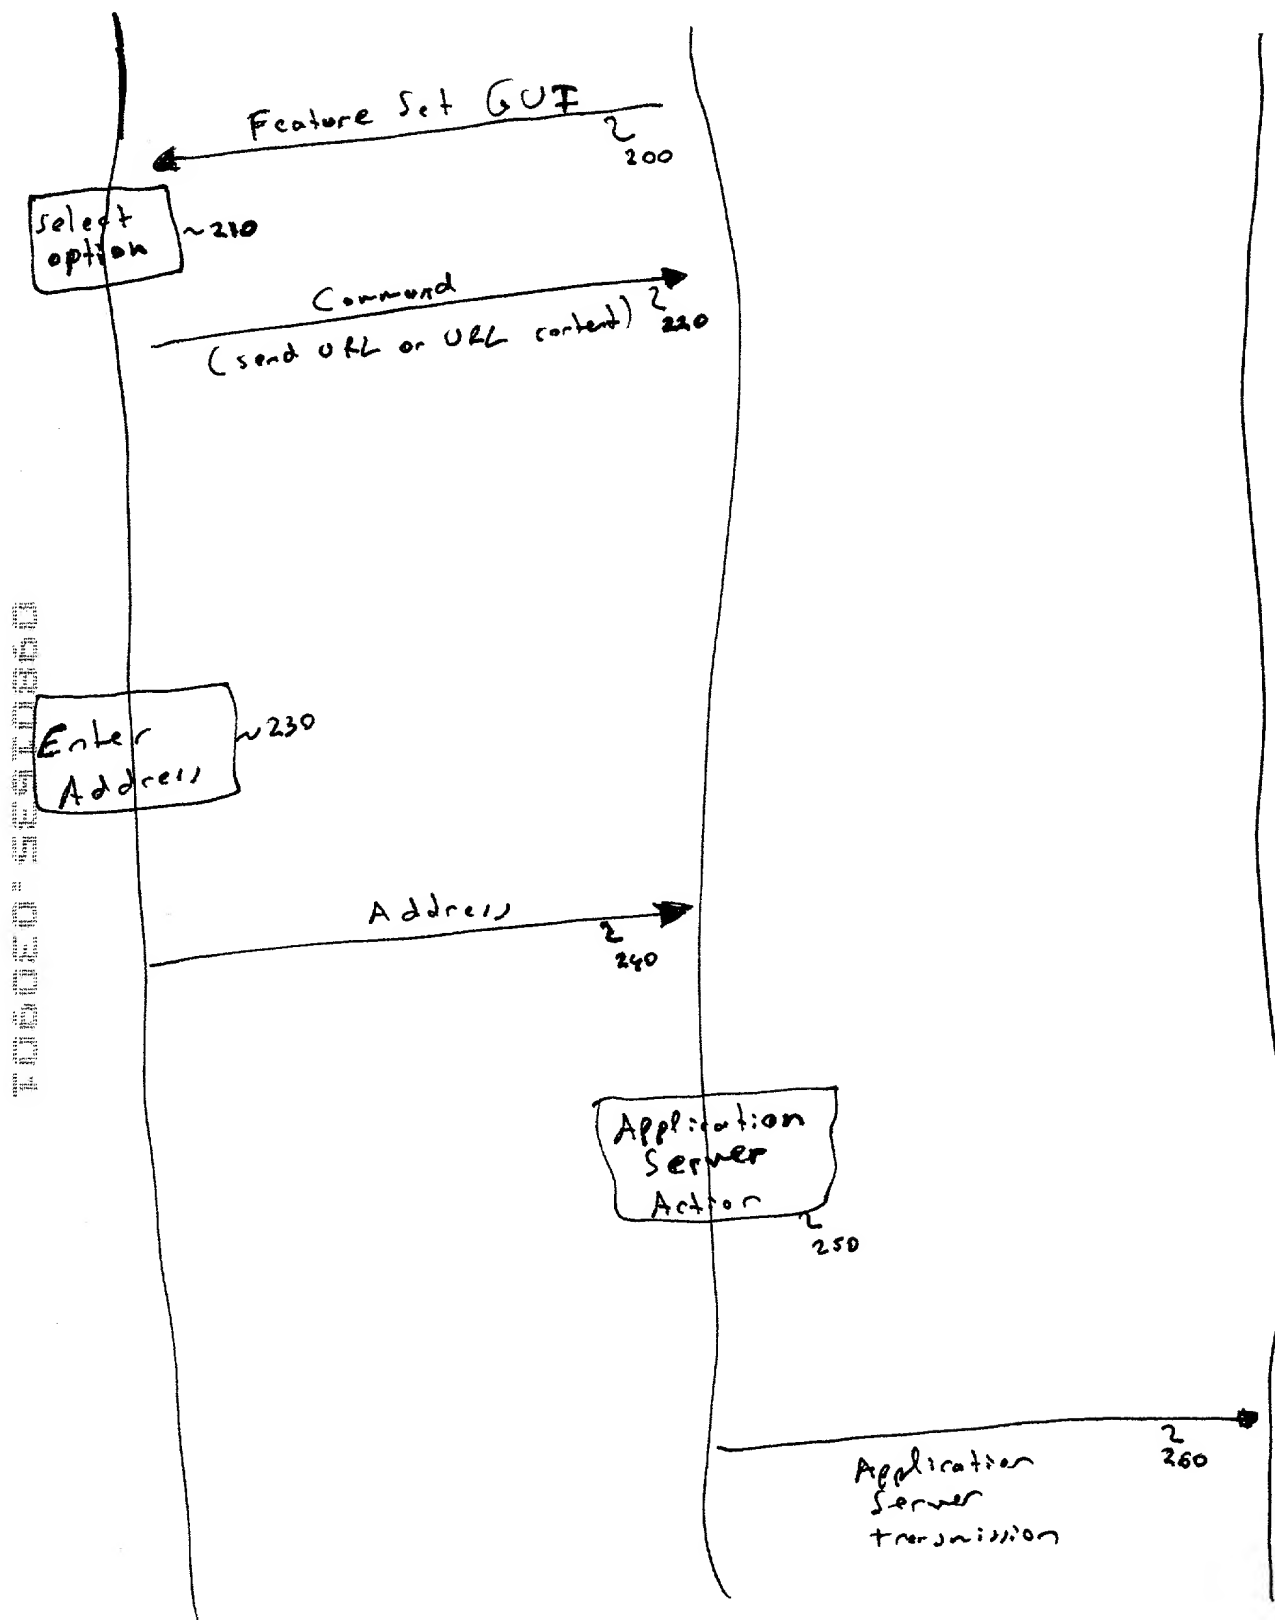 Feature Set GUI
200
Select
option
~210
Command
220
(send URL or URL content)
Enter
Address
~230
Address
240
Application
Server
Action
250
260
Application
Server
transmission